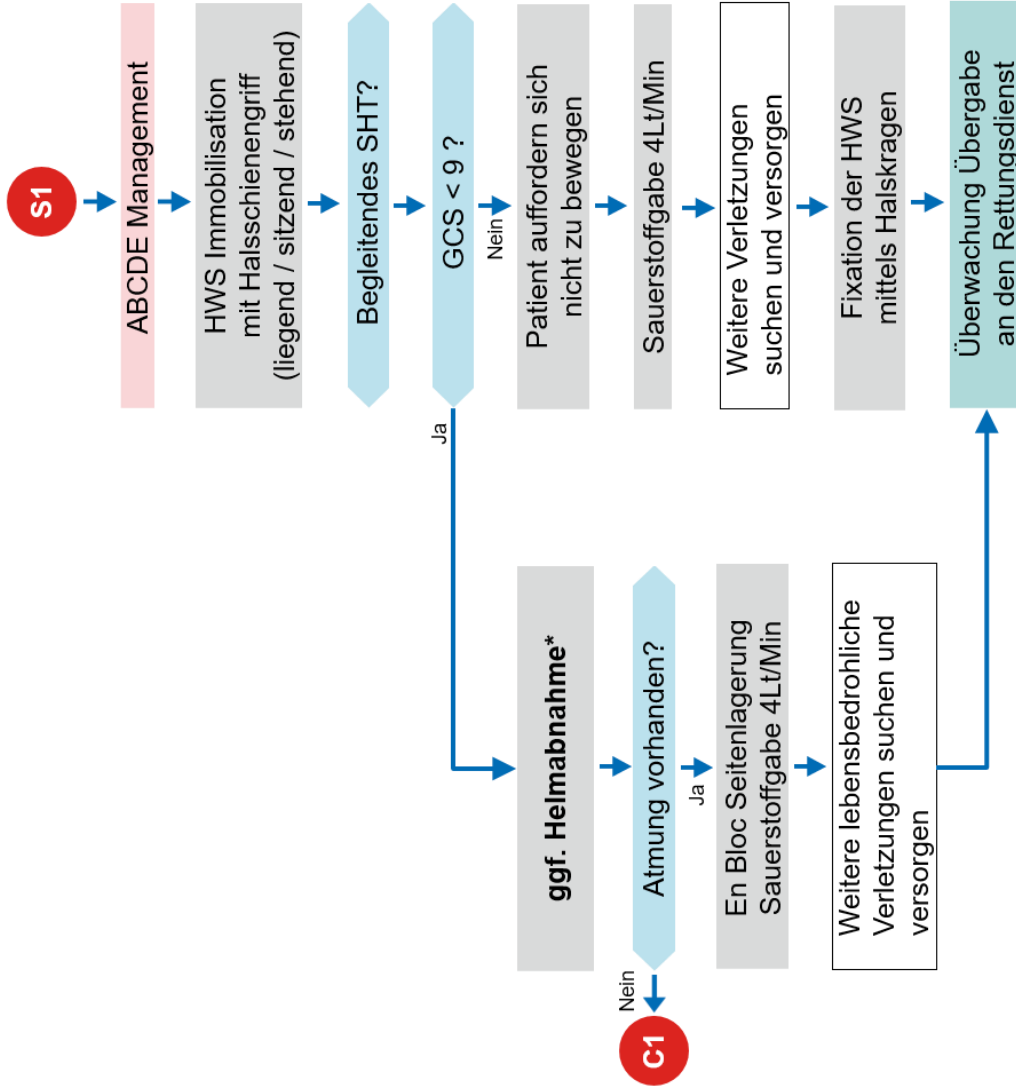 S1
ABCDE Management
HWS Immobilisation
mit Halsschienengriff
(liegend / sitzend / stehend)
Begleitendes SHT?
GCS < 9 ?
Ja
Nein
Patient auffordern sich
nicht zu bewegen
Sauerstoffgabe 4Lt/Min
Weitere Verletzungen
suchen und versorgen
Fixation der HWS
mittels Halskragen
Überwachung Übergabe
an den Rettungsdienst
ggf. Helmabnahme*
Atmung vorhanden?
Nein
C1
Ja
En Bloc Seitenlagerung
Sauerstoffgabe 4Lt/Min
Weitere lebensbedrohliche
Verletzungen suchen und
versorgen